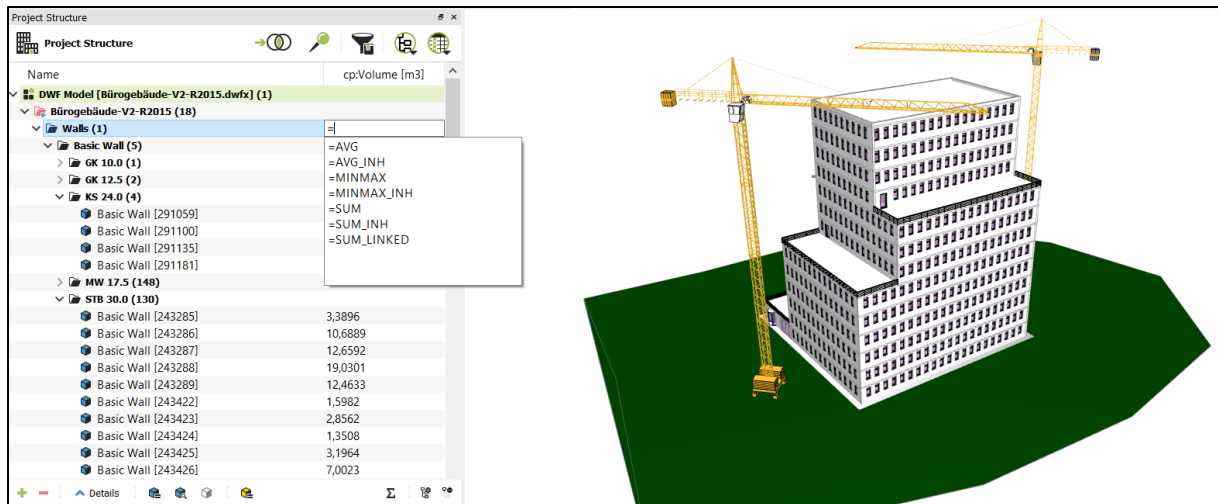 Project Structure
Project Structure
Name cp:Volume [m3]
DWF Model [Bürogebäude-V2-R2015.dwfx] (1)
Bürogebäude-V2-R2015 (18)
Walls (1) =
Basic Wall (5) =AVG
GK 10.0 (1) =AVG_INH
GK 12.5 (2) =MINMAX
=MINMAX_INH
KS 24.0 (4) =SUM
Basic Wall [291059] =SUM_INH
Basic Wall [291100] =SUM_LINKED
Basic Wall [291135]
Basic Wall [291181]
MW 17.5 (148)
STB 30.0 (130)
Basic Wall [243285] 3,3896
Basic Wall [243286] 10,6889
Basic Wall [243287] 12,6592
Basic Wall [243288] 19,0301
Basic Wall [243289] 12,4633
Basic Wall [243422] 1,5982
Basic Wall [243423] 2,8562
Basic Wall [243424] 1,3508
Basic Wall [243425] 3,1964
Basic Wall [243426] 7,0023
Details Σ